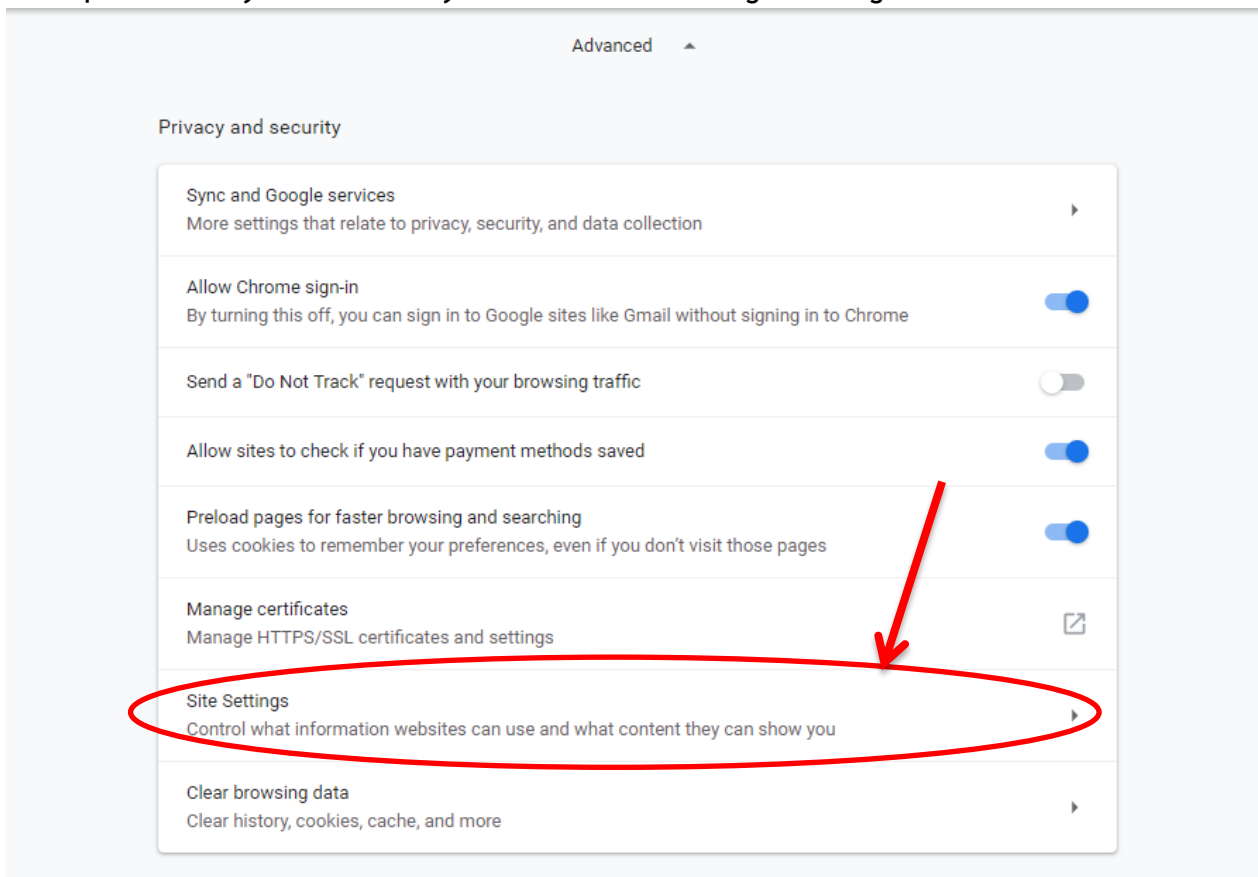 Advanced
Privacy and security
Sync and Google services
More settings that relate to privacy, security, and data collection
Allow Chrome sign-in
By turning this off, you can sign in to Google sites like Gmail without signing in to Chrome
Send a "Do Not Track" request with your browsing traffic
Allow sites to check if you have payment methods saved
Preload pages for faster browsing and searching
Uses cookies to remember your preferences, even if you don’t visit those pages
Manage certificates
Manage HTTPS/SSL certificates and settings
Site Settings
Control what information websites can use and what content they can show you
Clear browsing data
Clear history, cookies, cache, and more